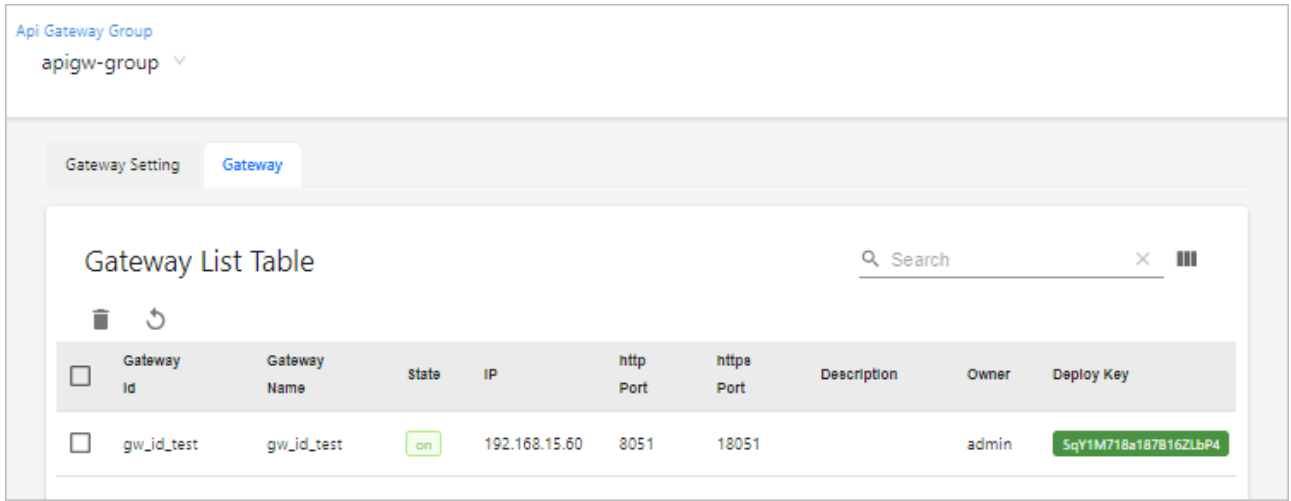 Api Gateway Group
apigw-group
Gateway Setting Gateway
Gateway List Table
Search
Gateway Id Gateway Name State IP http Port https Port Description Owner Deploy Key
gw_id_test gw_id_test on 192.168.15.60 8051 18051 admin SqY1M718a187B16ZLbP4